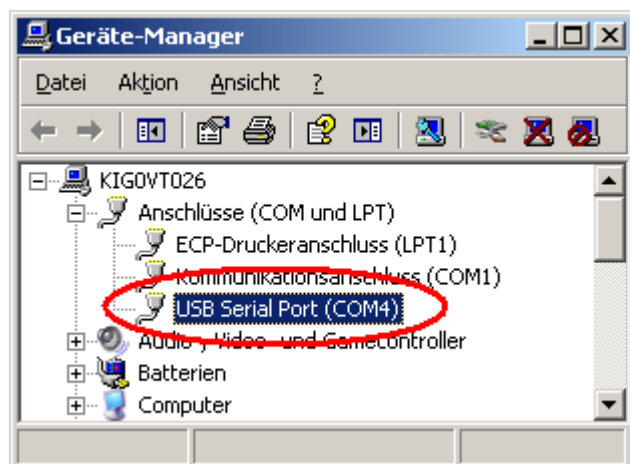 Geräte-Manager
Datei Aktion Ansicht ?
KIG0VT026
Anschlüsse (COM und LPT)
ECP-Druckeranschluss (LPT1)
Kommunikationsanschluss (COM1)
USB Serial Port (COM4)
Audio-, Video- und Gamecontroller
Batterien
Computer